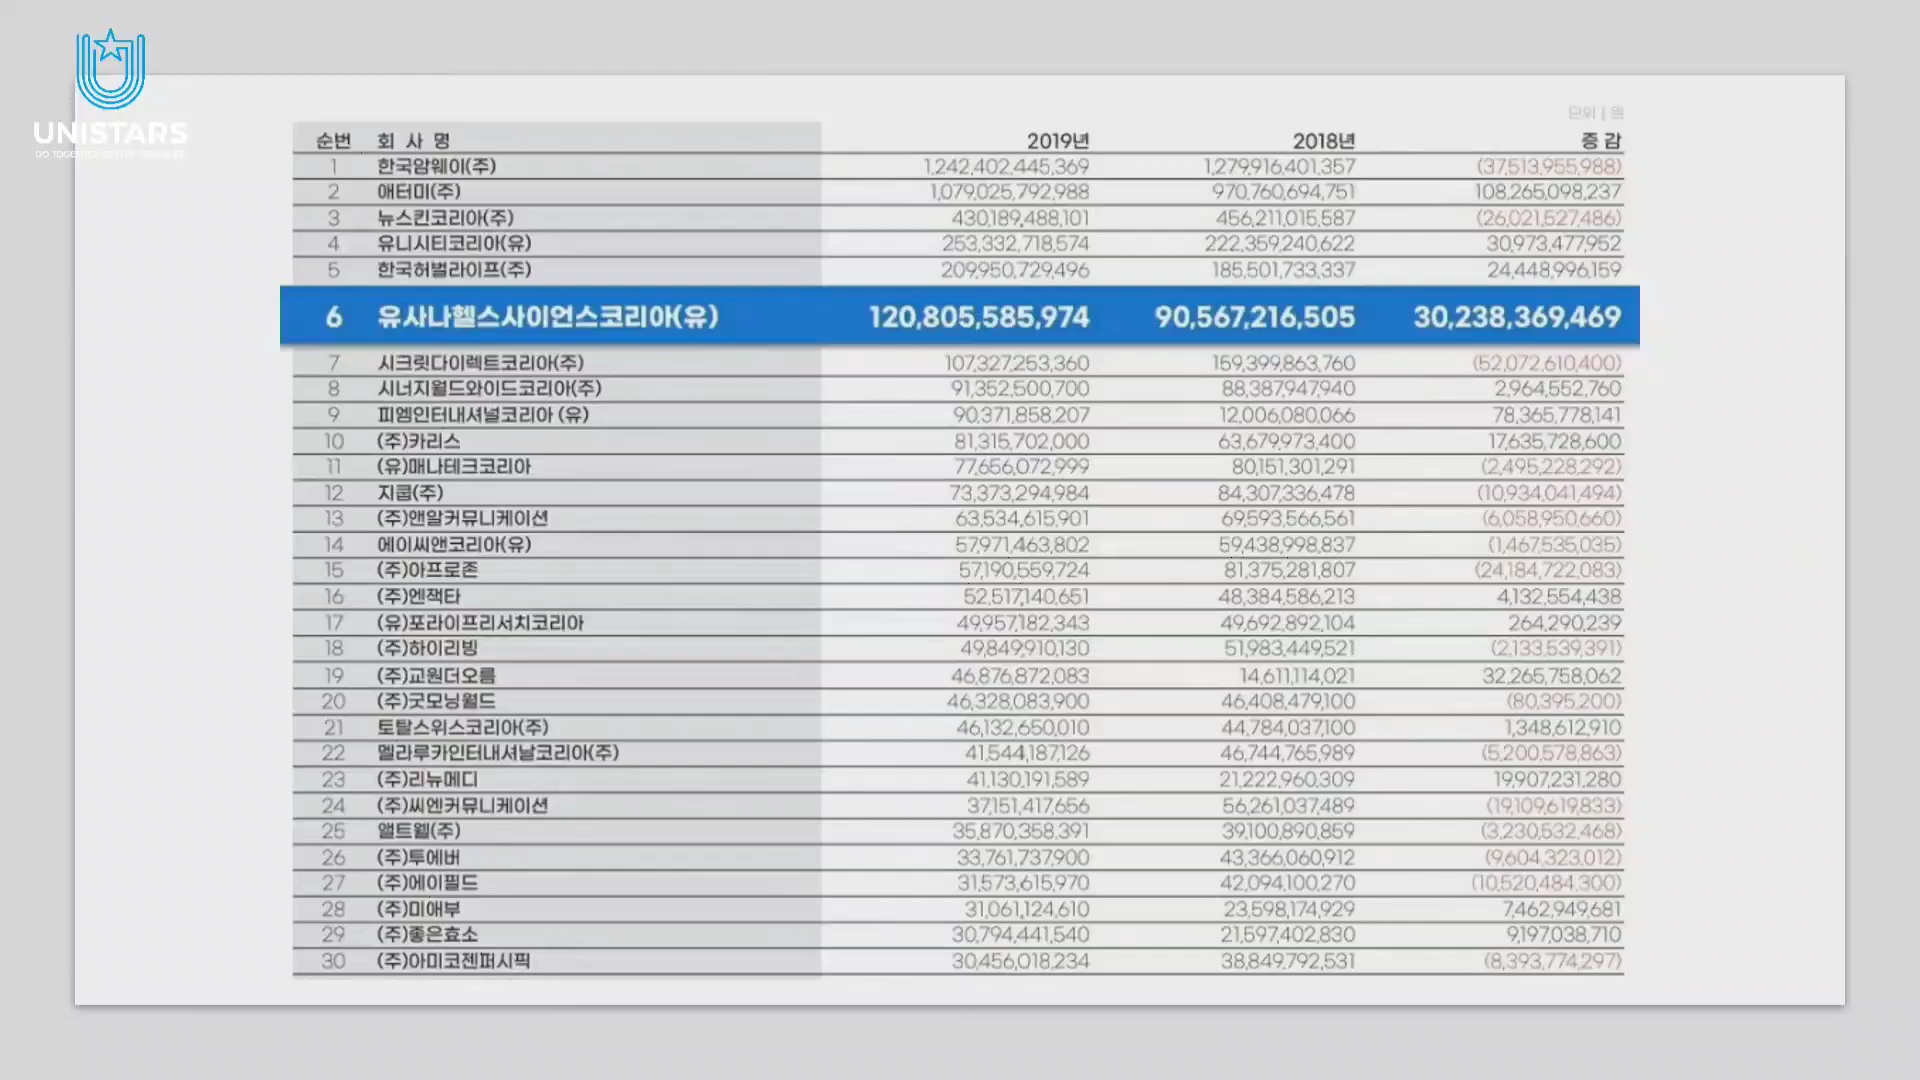 UNISTARS
단위 | 원
순번 회 사 명 2019년 2018년 증 감
1 한국암웨이(주) 1,242,402,445,369 1,279,916,401,357 (37,513,955,988)
2 애터미(주) 1,079,025,792,988 970,760,694,751 108,265,098,237
3 뉴스킨코리아(주) 430,189,488,101 456,211,015,587 (26,021,527,486)
4 유니시티코리아(유) 253,332,718,574 222,359,240,622 30,973,477,952
5 한국허벌라이프(주) 209,950,729,496 185,501,733,337 24,448,996,159
6 유사나헬스사이언스코리아(유) 120,805,585,974 90,567,216,505 30,238,369,469
7 시크릿다이렉트코리아(주) 107,327,253,360 159,399,863,760 (52,072,610,400)
8 시너지월드와이드코리아(주) 91,352,500,700 88,387,947,940 2,964,552,760
9 피엠인터내셔널코리아 (유) 90,371,858,207 12,006,080,066 78,365,778,141
10 (주)카리스 81,315,702,000 63,679,973,400 17,635,728,600
11 (유)매나테크코리아 77,656,072,999 80,151,301,291 (2,495,228,292)
12 지쿱(주) 73,373,294,984 84,307,336,478 (10,934,041,494)
13 (주)앤알커뮤니케이션 63,534,615,901 69,593,566,561 (6,058,950,660)
14 에이씨앤코리아(유) 57,971,463,802 59,438,998,837 (1,467,535,035)
15 (주)아프로존 57,190,559,724 81,375,281,807 (24,184,722,083)
16 (주)엔잭타 52,517,140,651 48,384,586,213 4,132,554,438
17 (유)포라이프리서치코리아 49,957,182,343 49,692,892,104 264,290,239
18 (주)하이리빙 49,849,910,130 51,983,449,521 (2,133,539,391)
19 (주)교원더오름 46,876,872,083 14,611,114,021 32,265,758,062
20 (주)굿모닝월드 46,328,083,900 46,408,479,100 (80,395,200)
21 토탈스위스코리아(주) 46,132,650,010 44,784,037,100 1,348,612,910
22 멜라루카인터내셔날코리아(주) 41,544,187,126 46,744,765,989 (5,200,578,863)
23 (주)리뉴메디 41,130,191,589 21,222,960,309 19,907,231,280
24 (주)씨엔커뮤니케이션 37,151,417,656 56,261,037,489 (19,109,619,833)
25 앨트웰(주) 35,870,358,391 39,100,890,859 (3,230,532,468)
26 (주)투에버 33,761,737,900 43,366,060,912 (9,604,323,012)
27 (주)에이필드 31,573,615,970 42,094,100,270 (10,520,484,300)
28 (주)미애부 31,061,124,610 23,598,174,929 7,462,949,681
29 (주)좋은효소 30,794,441,540 21,597,402,830 9,197,038,710
30 (주)아미코젠퍼시픽 30,456,018,234 38,849,792,531 (8,393,774,297)